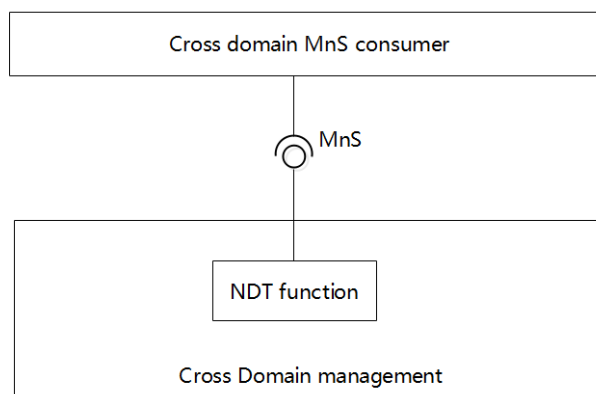 Cross domain MnS consumer
MnS
NDT function
Cross Domain management